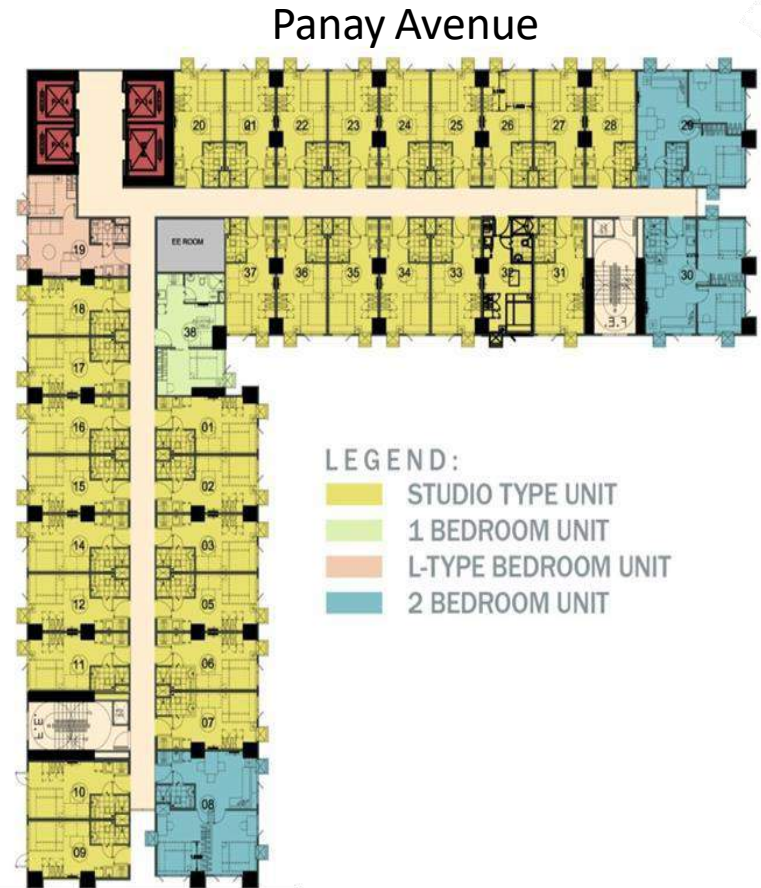 Panay Avenue
20 01 22 23 24 25 26 27 28 29
19
EE ROOM
37 36 35 34 33 32 31 30
F.E.
18
38
17
16 01
15 02
14 03
12 05
11 06
07
F.E.
10 08
09
LEGEND:
STUDIO TYPE UNIT
1 BEDROOM UNIT
L-TYPE BEDROOM UNIT
2 BEDROOM UNIT